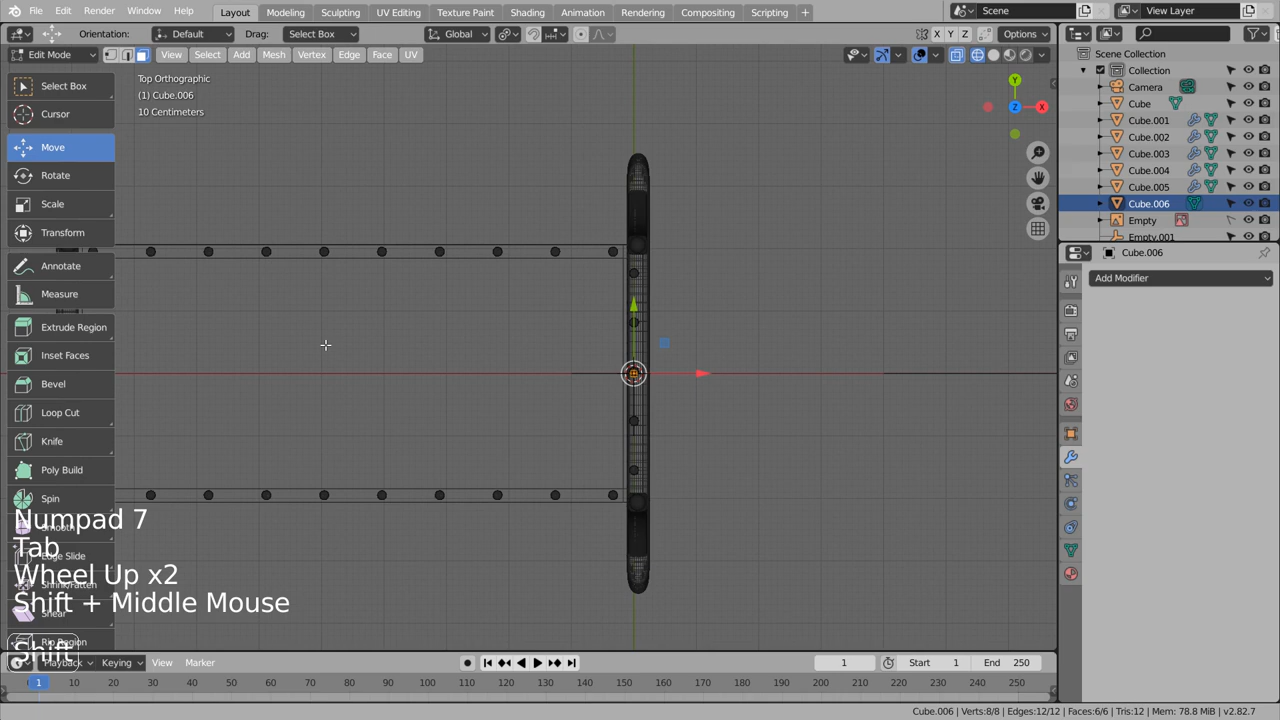 File Edit Render Window Help
Layout Modeling Sculpting UV Editing Texture Paint Shading Animation Rendering Compositing Scripting +
Scene View Layer
Orientation: Default Drag: Select Box Global X Y Z Options
Edit Mode View Select Add Mesh Vertex Edge Face UV
Top Orthographic
(1) Cube.006
10 Centimeters
Y
Z X
Select Box
Cursor
Move
Rotate
Scale
Transform
Annotate
Measure
Extrude Region
Inset Faces
Bevel
Loop Cut
Knife
Poly Build
Spin
Smooth
Edge Slide
Shrink/Fatten
Shear
Rip Region
Numpad 7
Tab
Wheel Up x2
Shift + Middle Mouse
Shift
Scene Collection
Collection
Camera
Cube
Cube.001
Cube.002
Cube.003
Cube.004
Cube.005
Cube.006
Empty
Empty.001
Cube.006
Add Modifier
Playback Keying View Marker 1 Start 1 End 250
1 10 20 30 40 50 60 70 80 90 100 110 120 130 140 150 160 170 180 190 200 210 220 230 240 250
Cube.006 | Verts:8/8 | Edges:12/12 | Faces:6/6 | Tris:12 | Mem: 78.8 MiB | v2.82.7